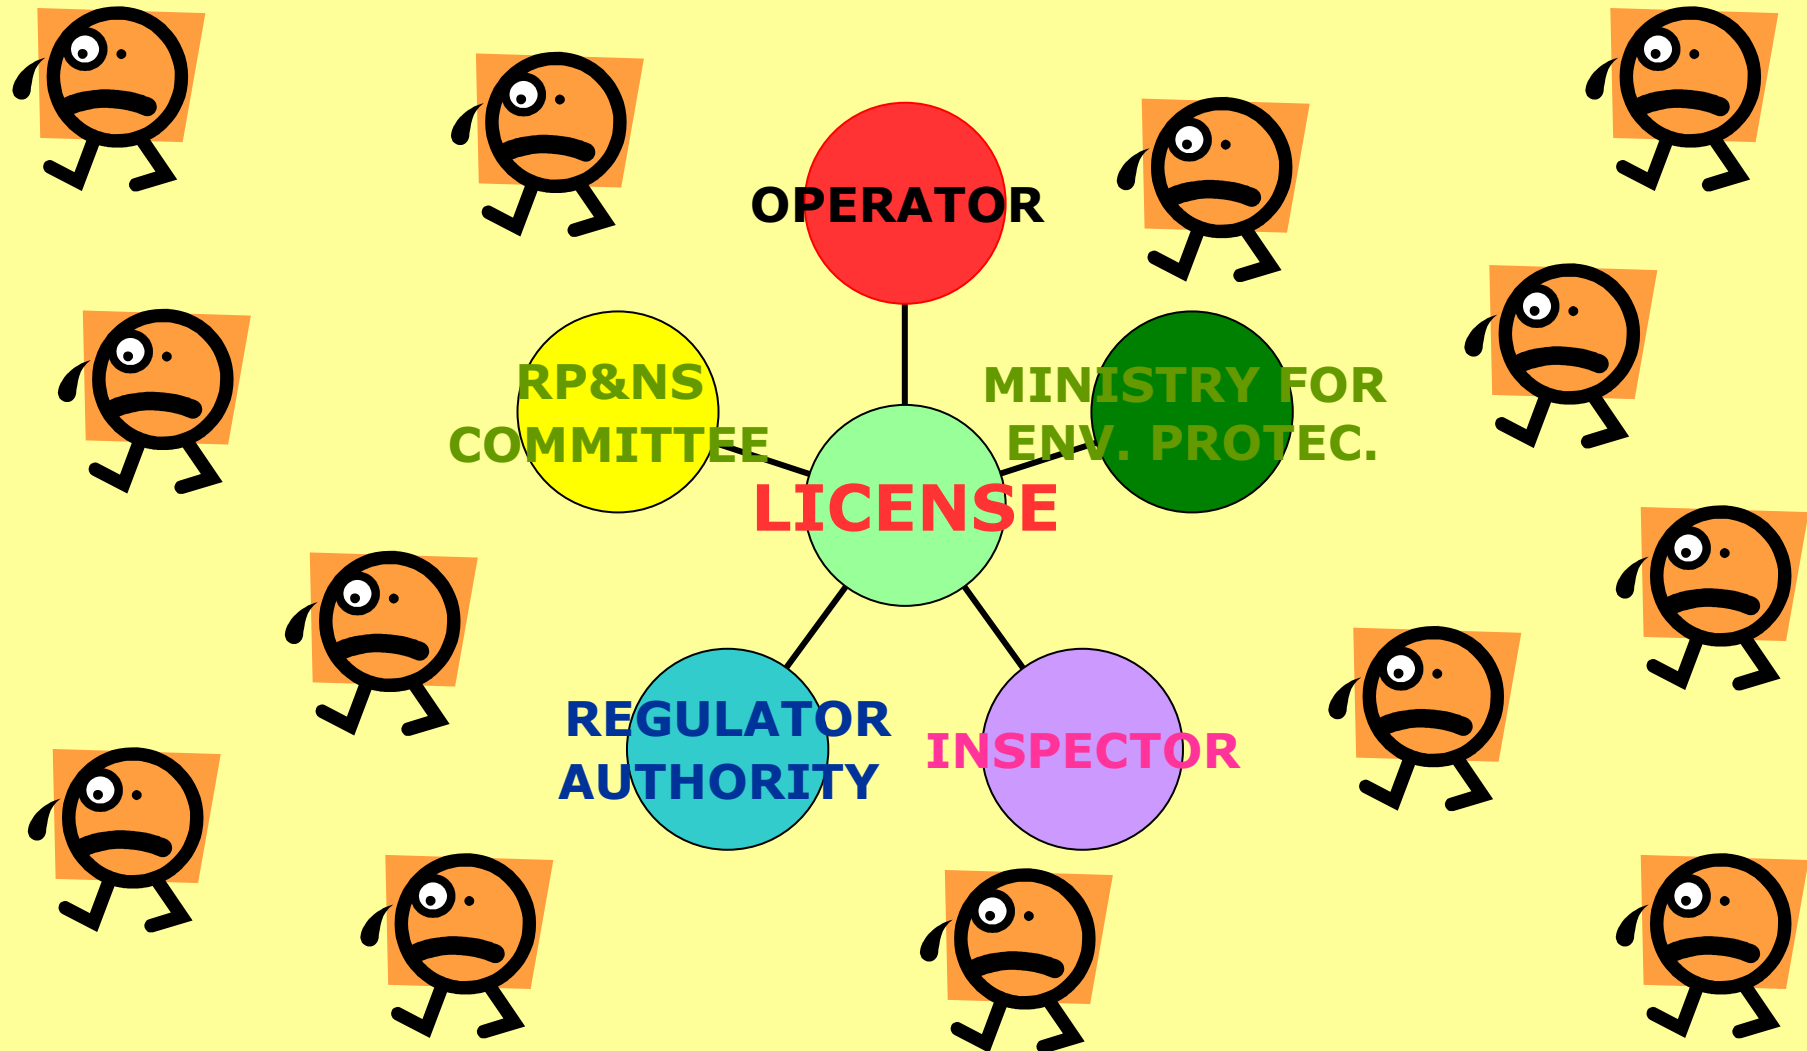 OPERATOR
RP&NS
COMMITTEE
MINISTRY FOR
ENV. PROTEC.
LICENSE
REGULATOR
AUTHORITY
INSPECTOR